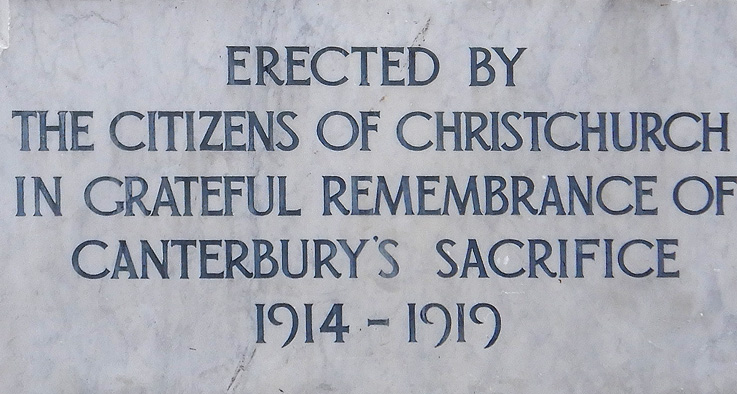 ERECTED BY
THE CITIZENS OF CHRISTCHURCH
IN GRATEFUL REMEMBRANCE OF
CANTERBURY'S SACRIFICE
1914 - 1919